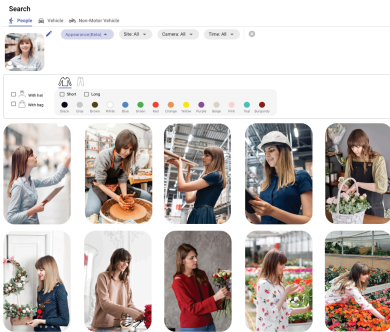 Search
People Vehicle Non-Motor Vehicle
Appearance(Beta) Site: All Camera: All Time: All
With hat
With bag
Short Long
Black Gray Brown White Blue Green Red Orange Yellow Purple Beige Pink Teal Burgundy